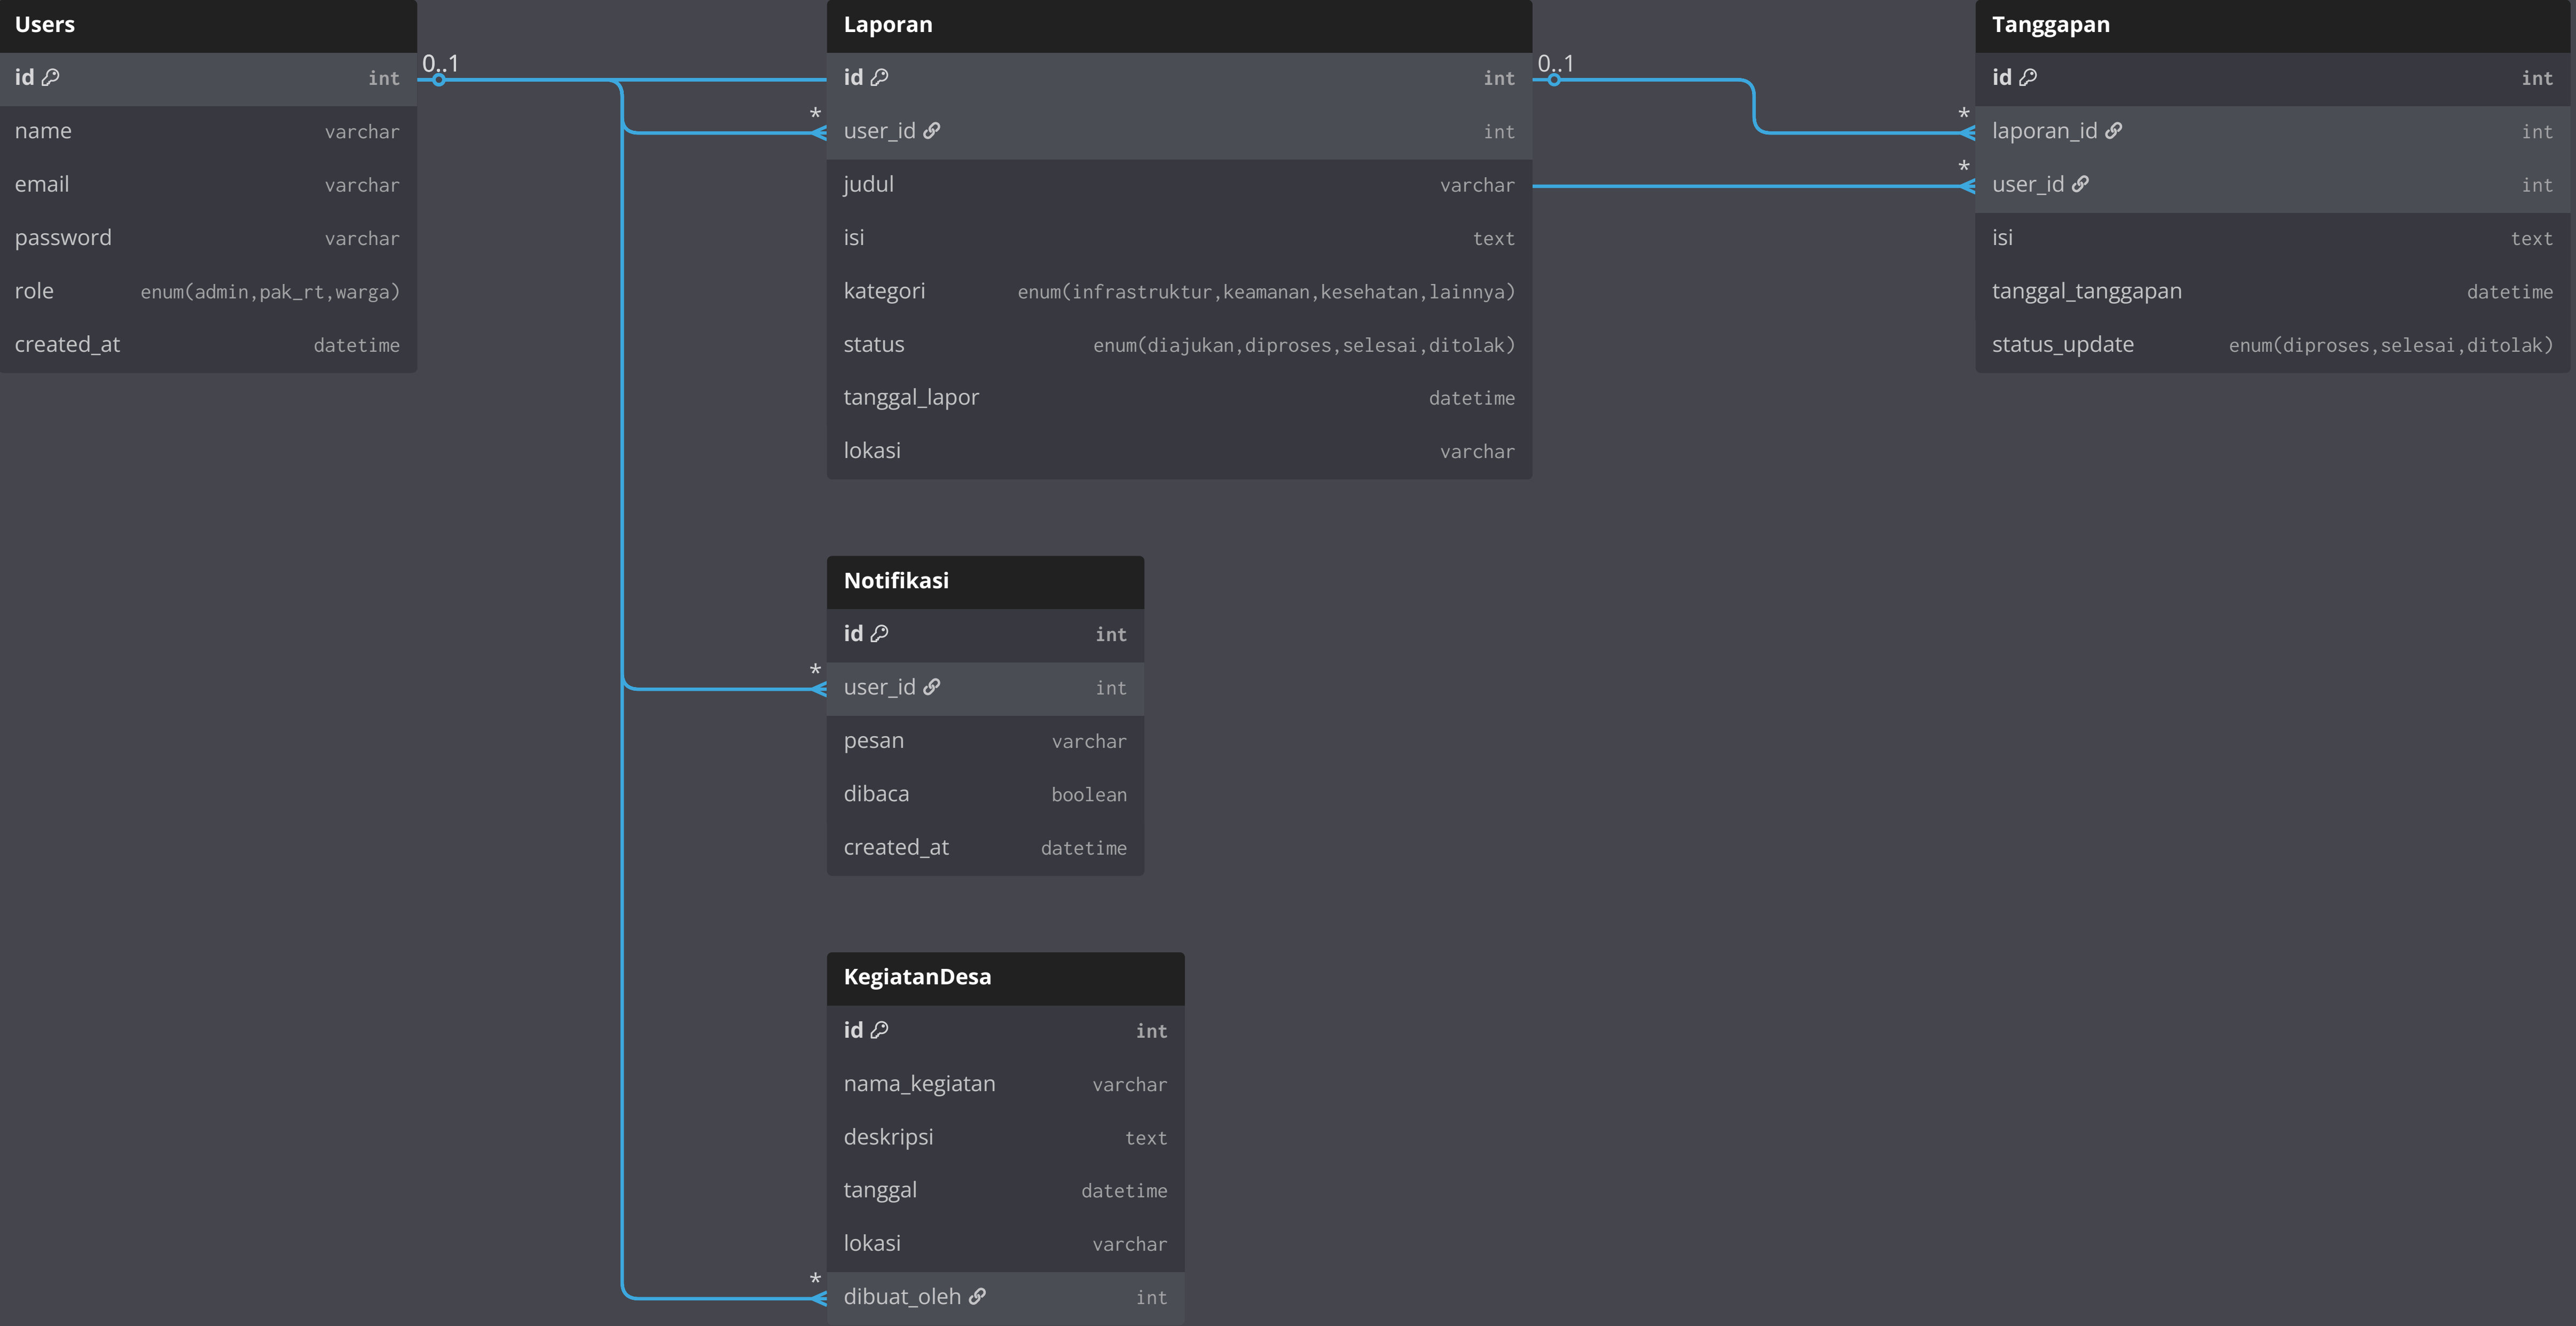 Users
id int
name varchar
email varchar
password varchar
role enum(admin,pak_rt,warga)
created_at datetime
0..1
*
Laporan
id int
user_id int
judul varchar
isi text
kategori enum(infrastruktur,keamanan,kesehatan,lainnya)
status enum(diajukan,diproses,selesai,ditolak)
tanggal_lapor datetime
lokasi varchar
0..1
*
*
Tanggapan
id int
laporan_id int
user_id int
isi text
tanggal_tanggapan datetime
status_update enum(diproses,selesai,ditolak)
*
Notifikasi
id int
user_id int
pesan varchar
dibaca boolean
created_at datetime
*
KegiatanDesa
id int
nama_kegiatan varchar
deskripsi text
tanggal datetime
lokasi varchar
dibuat_oleh int